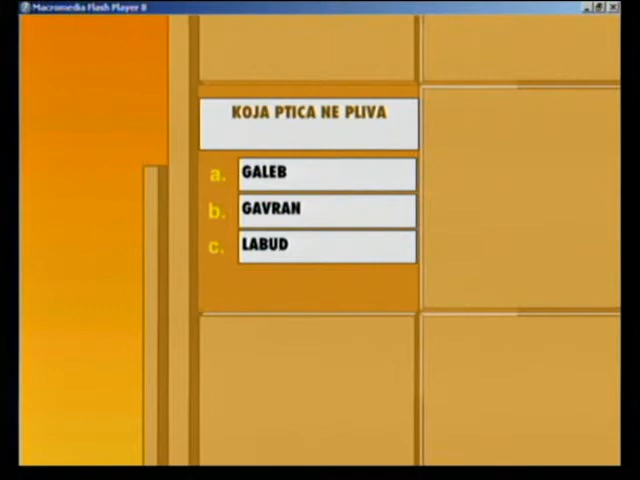 Macromedia Flash Player 8
KOJA PTICA NE PLIVA
a. GALEB
b. GAVRAN
c. LABUD